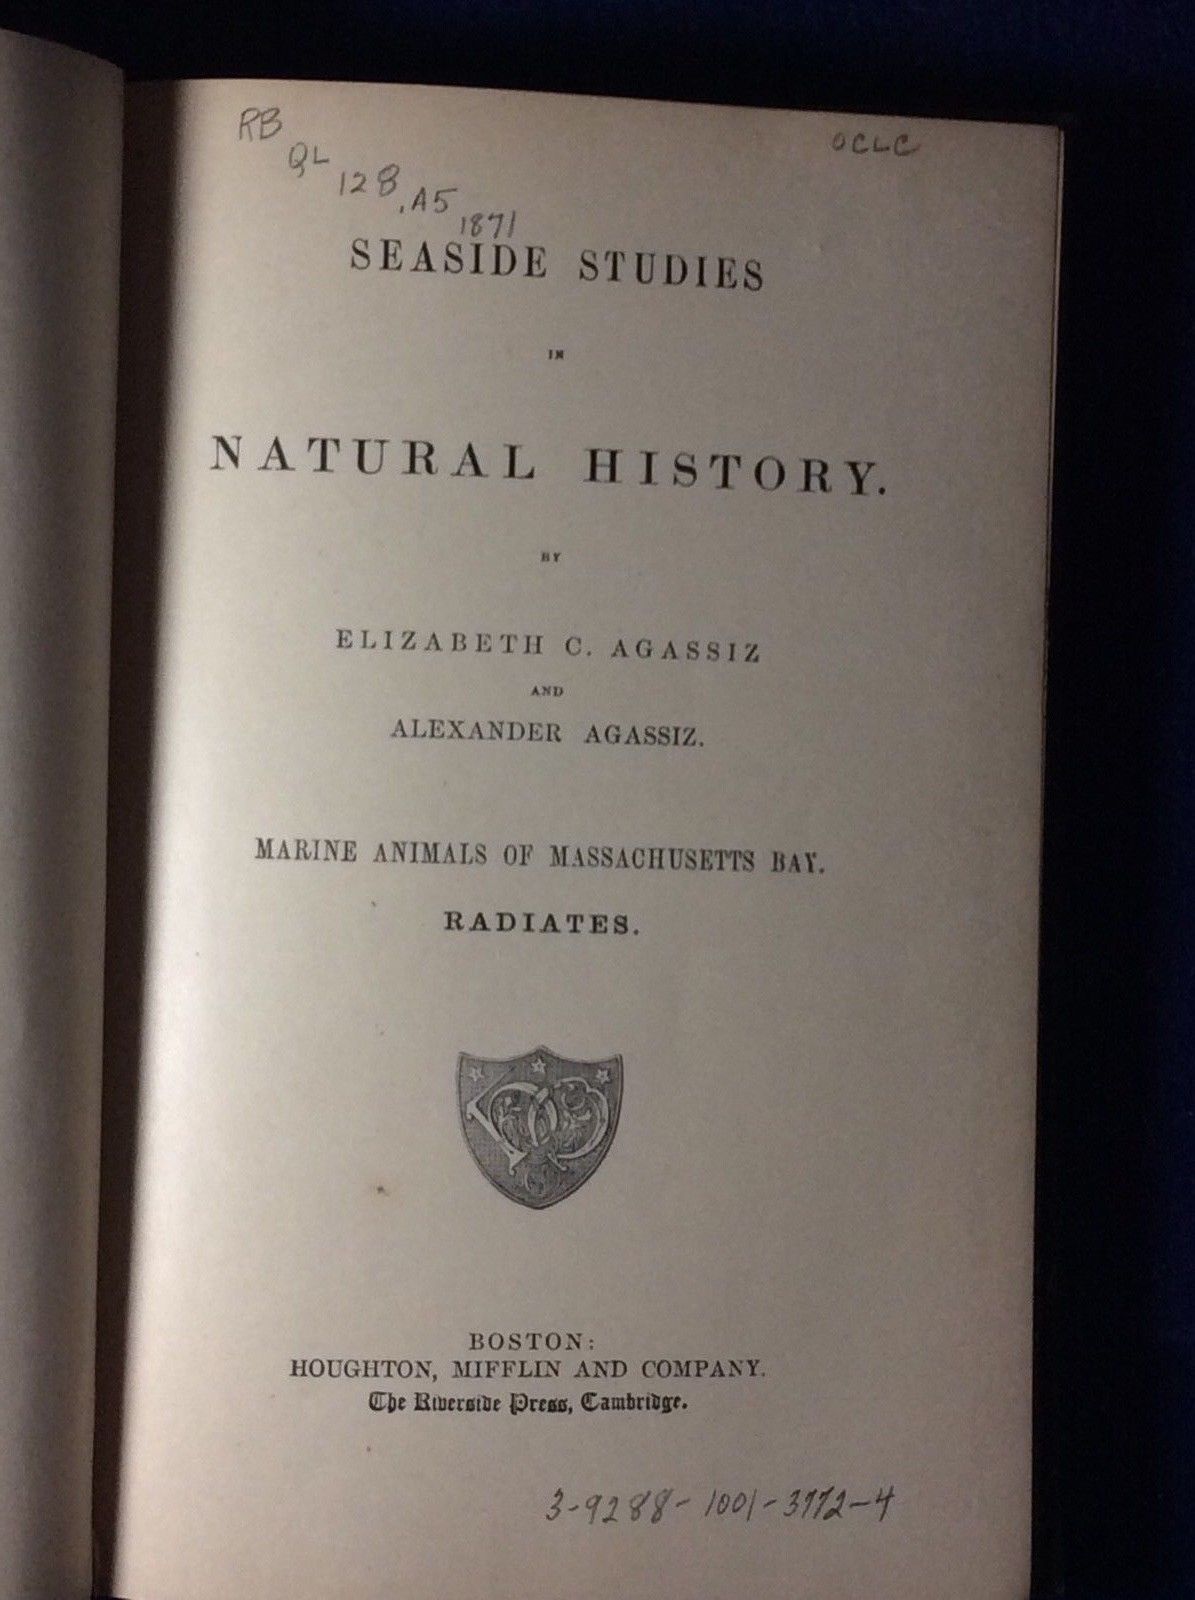 RB
OCLC
QL
128
.A5
1871
SEASIDE STUDIES
IN
NATURAL HISTORY.
BY
ELIZABETH C. AGASSIZ
AND
ALEXANDER AGASSIZ.
MARINE ANIMALS OF MASSACHUSETTS BAY.
RADIATES.
BOSTON:
HOUGHTON, MIFFLIN AND COMPANY.
The Riverside Press, Cambridge.
3-9288-1001-3772-4